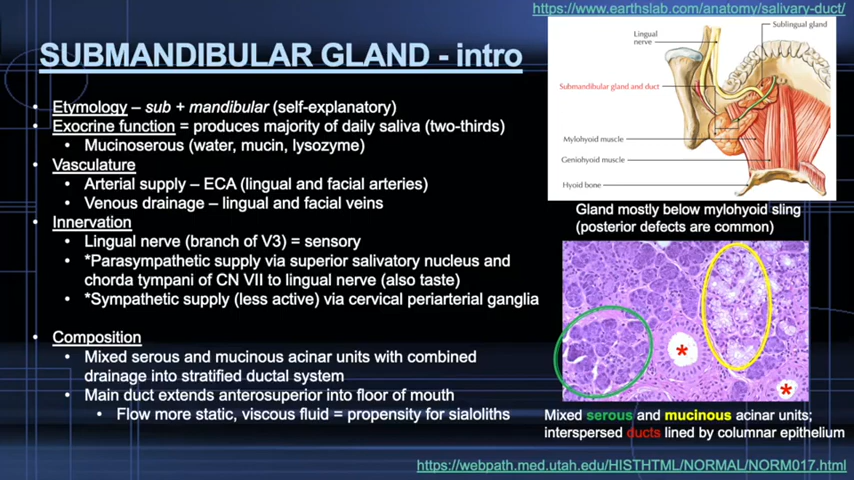 https://www.earthslab.com/anatomy/salivary-duct/
SUBMANDIBULAR GLAND - intro
• Etymology – sub + mandibular (self-explanatory)
• Exocrine function = produces majority of daily saliva (two-thirds)
• Mucinoserous (water, mucin, lysozyme)
• Vasculature
• Arterial supply – ECA (lingual and facial arteries)
• Venous drainage – lingual and facial veins
• Innervation
• Lingual nerve (branch of V3) = sensory
• *Parasympathetic supply via superior salivatory nucleus and
chorda tympani of CN VII to lingual nerve (also taste)
• *Sympathetic supply (less active) via cervical periarterial ganglia
• Composition
• Mixed serous and mucinous acinar units with combined
drainage into stratified ductal system
• Main duct extends anterosuperior into floor of mouth
• Flow more static, viscous fluid = propensity for sialoliths
Sublingual gland
Lingual
nerve
Submandibular gland and duct
Mylohyoid muscle
Geniohyoid muscle
Hyoid bone
Gland mostly below mylohyoid sling
(posterior defects are common)
*
*
Mixed serous and mucinous acinar units;
interspersed ducts lined by columnar epithelium
https://webpath.med.utah.edu/HISTHTML/NORMAL/NORM017.html